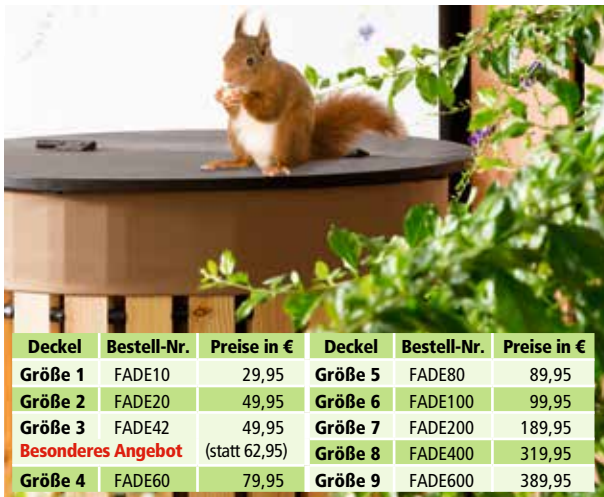 Deckel Bestell-Nr. Preise in €
Größe 1 FADE10 29,95
Größe 2 FADE20 49,95
Größe 3 FADE42 49,95
Besonderes Angebot (statt 62,95)
Größe 4 FADE60 79,95
Deckel Bestell-Nr. Preise in €
Größe 5 FADE80 89,95
Größe 6 FADE100 99,95
Größe 7 FADE200 189,95
Größe 8 FADE400 319,95
Größe 9 FADE600 389,95